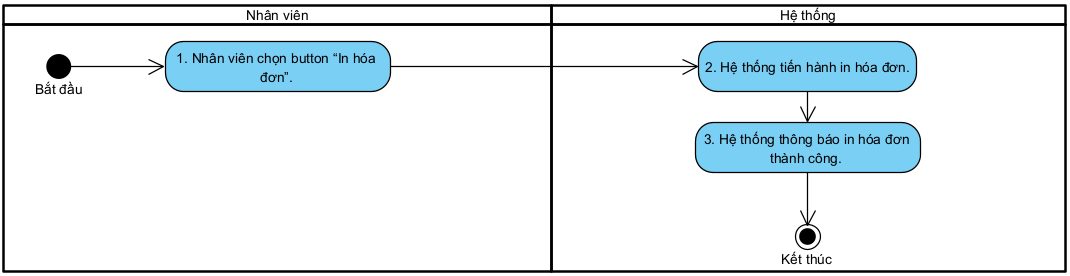 Nhân viên
Hệ thống
Bắt đầu
1. Nhân viên chọn button “In hóa
đơn”.
2. Hệ thống tiến hành in hóa đơn.
3. Hệ thống thông báo in hóa đơn
thành công.
Kết thúc